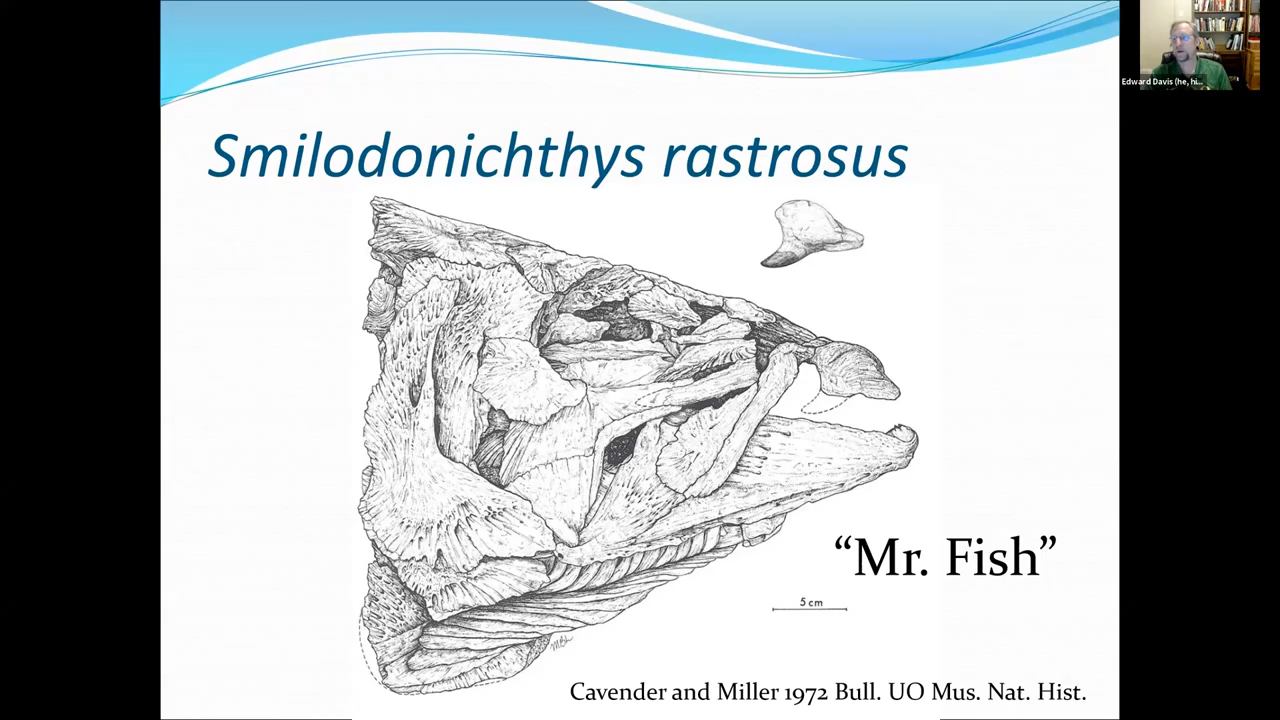 Edward Davis (he, hi...
Smilodonichthys rastrosus
“Mr. Fish”
5 cm
Cavender and Miller 1972 Bull. UO Mus. Nat. Hist.